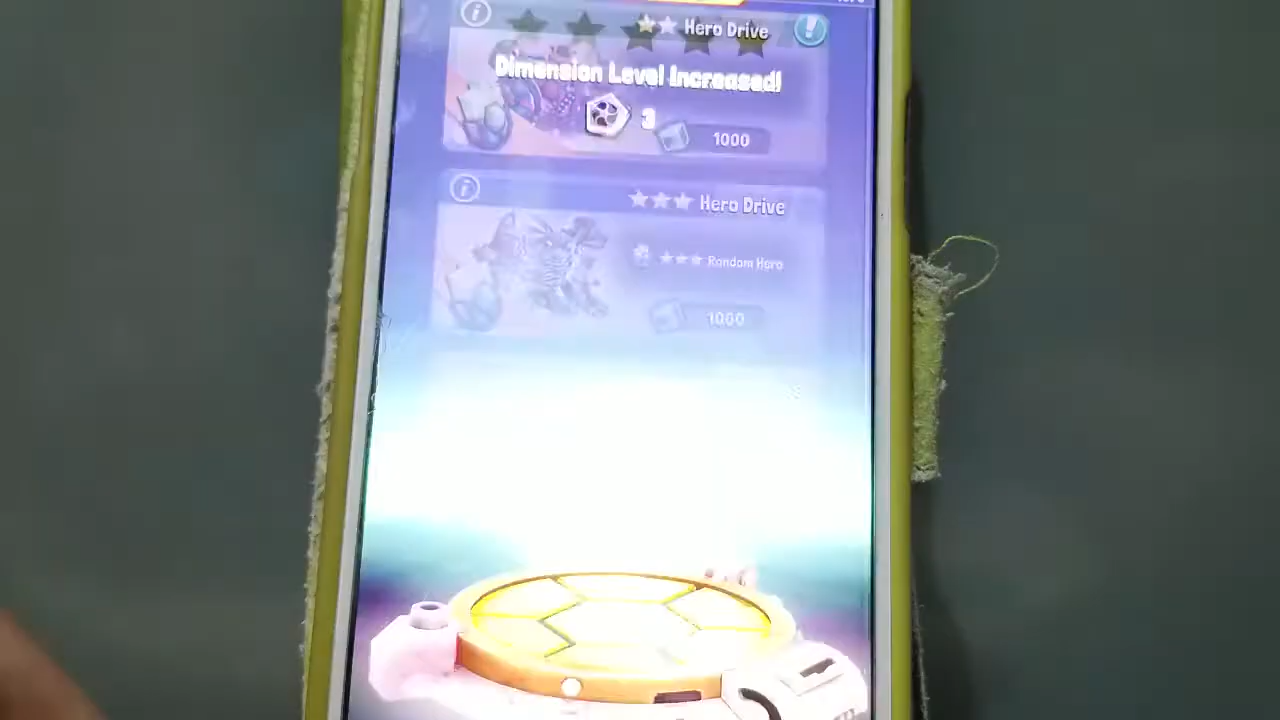 Hero Drive
Dimension Level Increased!
3
1000
Hero Drive
Random Hero
1000